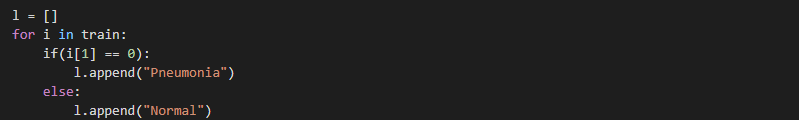 l = []
for i in train:
    if(i[1] == 0):
        l.append("Pneumonia")
    else:
        l.append("Normal")